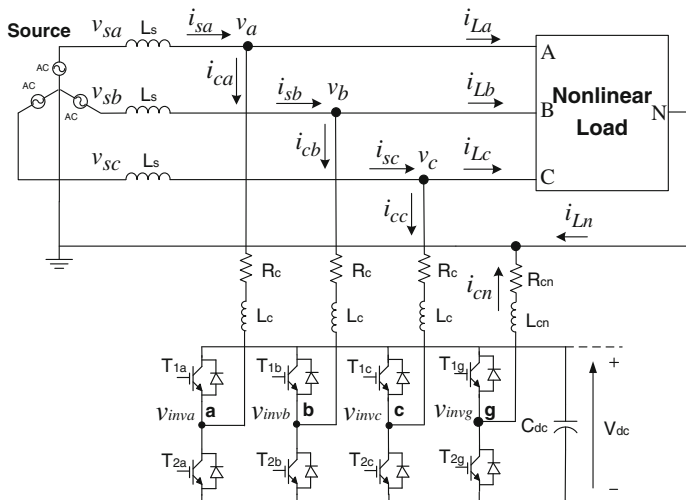 Source
v_sa L_s i_sa v_a i_La A
AC
i_ca
AC AC
v_sb L_s i_sb v_b i_Lb B
Nonlinear
Load
N
i_cb
v_sc L_s i_sc v_c i_Lc C
i_cc
i_Ln
R_c R_c R_c i_cn R_cn
L_c L_c L_c L_cn
T_1a T_1b T_1c T_1g +
v_inva a v_invb b v_invc c v_invg g C_dc V_dc
T_2a T_2b T_2c T_2g −